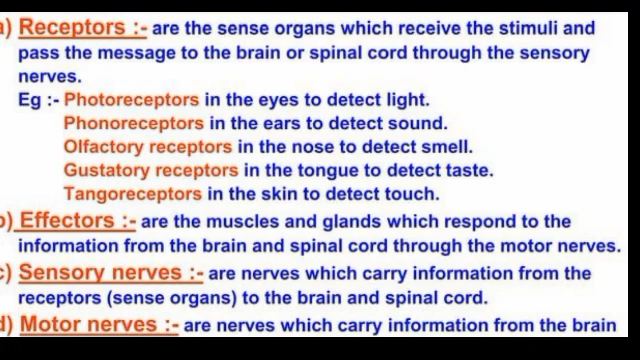 a) Receptors :- are the sense organs which receive the stimuli and
pass the message to the brain or spinal cord through the sensory
nerves.
Eg :- Photoreceptors in the eyes to detect light.
Phonoreceptors in the ears to detect sound.
Olfactory receptors in the nose to detect smell.
Gustatory receptors in the tongue to detect taste.
Tangoreceptors in the skin to detect touch.
b) Effectors :- are the muscles and glands which respond to the
information from the brain and spinal cord through the motor nerves.
c) Sensory nerves :- are nerves which carry information from the
receptors (sense organs) to the brain and spinal cord.
d) Motor nerves :- are nerves which carry information from the brain